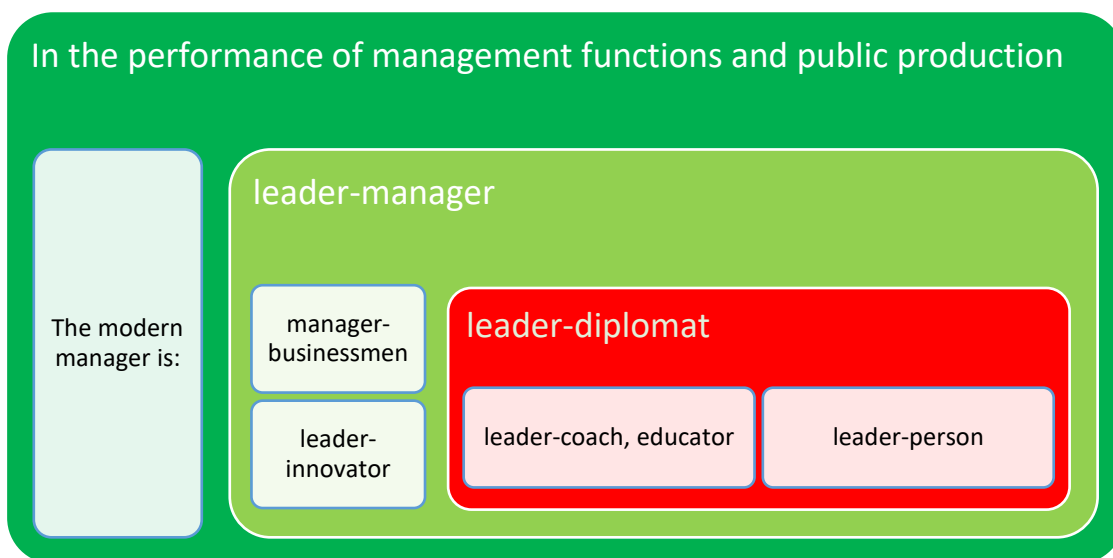 In the performance of management functions and public production
The modern
manager is:
leader-manager
manager-
businessmen
leader-
innovator
leader-diplomat
leader-coach, educator
leader-person